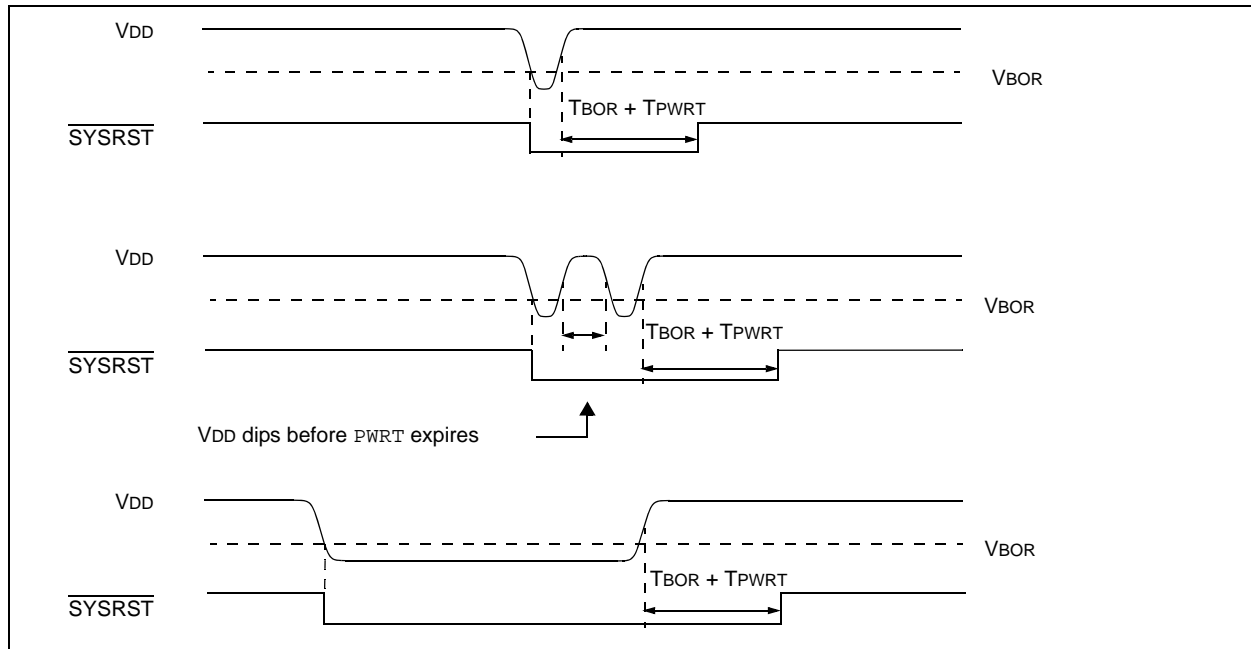 VDD
VBOR
TBOR + TPWRT
SYSRST
VDD
VBOR
TBOR + TPWRT
SYSRST
VDD dips before PWRT expires
VDD
VBOR
TBOR + TPWRT
SYSRST